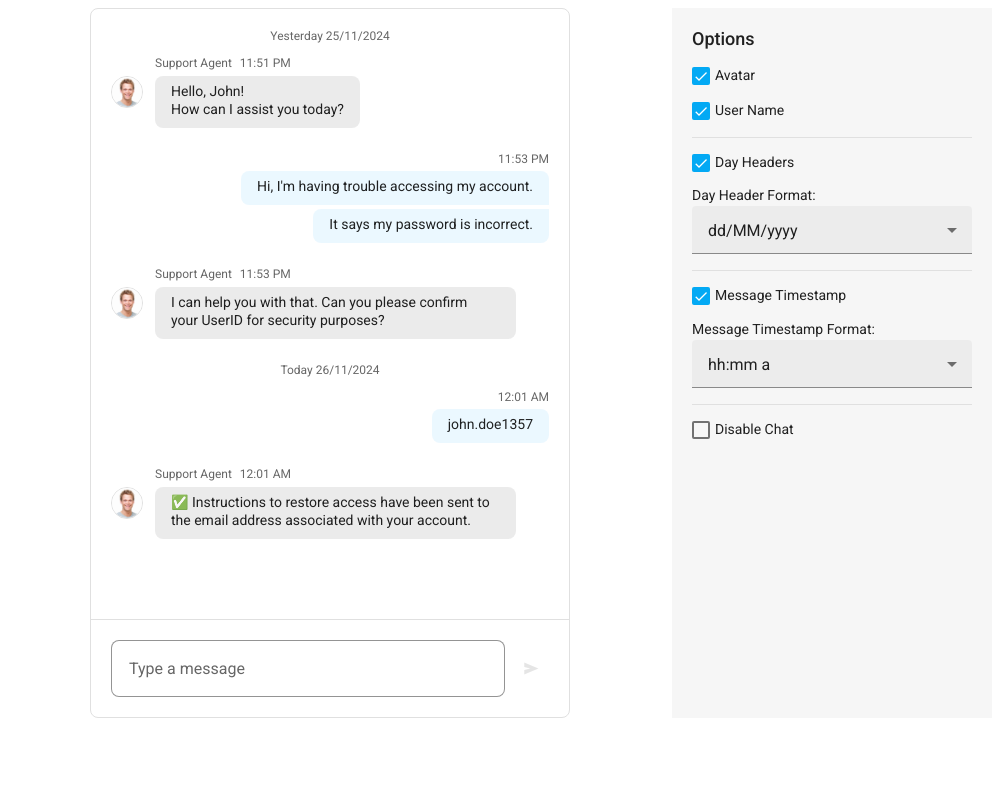 Yesterday 25/11/2024
Support Agent 11:51 PM
Hello, John!
How can I assist you today?
11:53 PM
Hi, I'm having trouble accessing my account.
It says my password is incorrect.
Support Agent 11:53 PM
I can help you with that. Can you please confirm
your UserID for security purposes?
Today 26/11/2024
12:01 AM
john.doe1357
Support Agent 12:01 AM
✅ Instructions to restore access have been sent to
the email address associated with your account.
Type a message
Options
Avatar
User Name
Day Headers
Day Header Format:
dd/MM/yyyy
Message Timestamp
Message Timestamp Format:
hh:mm a
Disable Chat